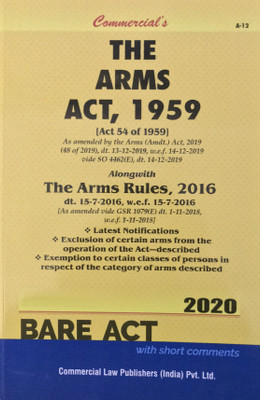 Commercial's
A-12
THE
ARMS
ACT, 1959
[Act 54 of 1959]
As amended by the Arms (Amdt.) Act, 2019
(48 of 2019), dt. 13-12-2019, w.e.f. 14-12-2019
vide SO 4462(E), dt. 14-12-2019
Alongwith
The Arms Rules, 2016
dt. 15-7-2016, w.e.f. 15-7-2016
[As amended vide GSR 1079(E) dt. 1-11-2018,
w.e.f. 1-11-2018]
❖ Latest Notifications
❖ Exclusion of certain arms from the
operation of the Act—described
❖ Exemption to certain classes of persons in
respect of the category of arms described
2020
BARE ACT
with short comments
Commercial Law Publishers (India) Pvt. Ltd.